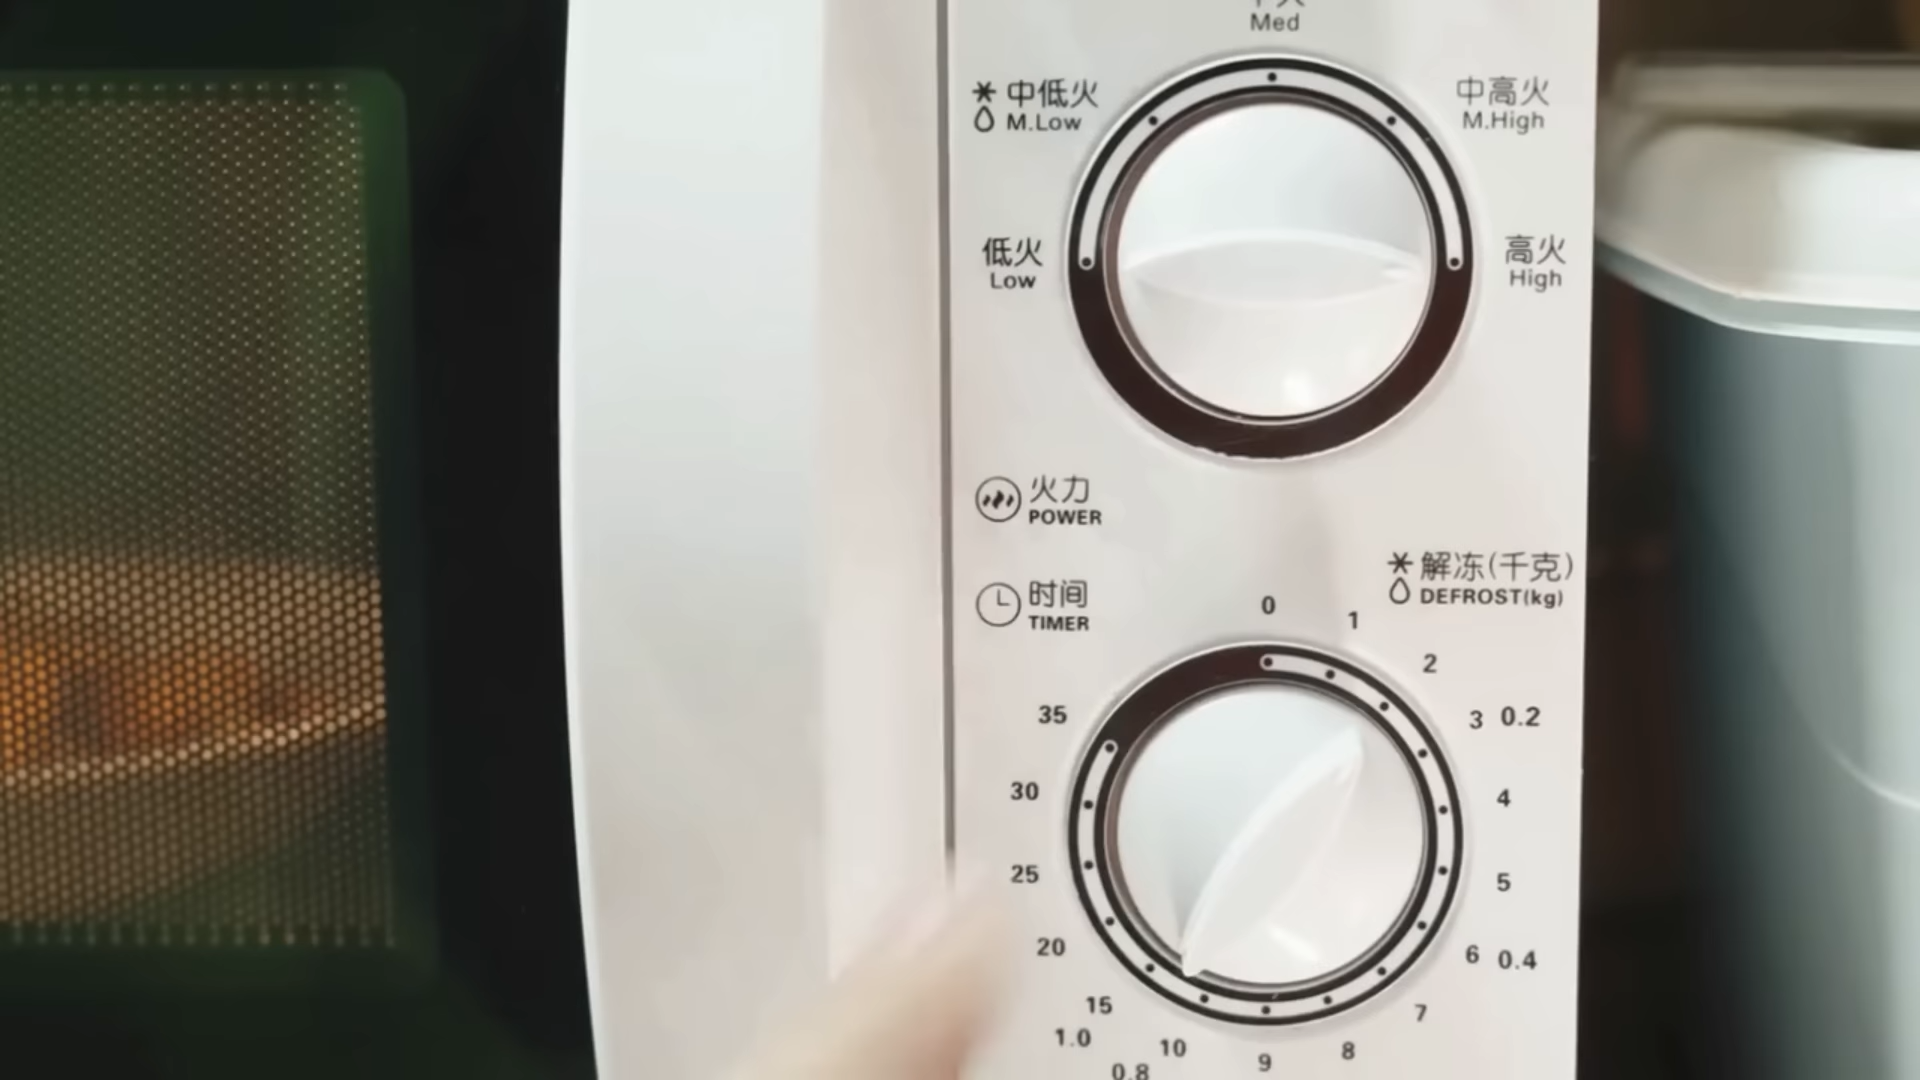 Med
中低火
M.Low
中高火
M.High
低火
Low
高火
High
火力
POWER
时间
TIMER
解冻(千克)
DEFROST(kg)
0
1
2
3 0.2
4
5
6 0.4
7
8
9
10
0.8
15
1.0
20
25
30
35